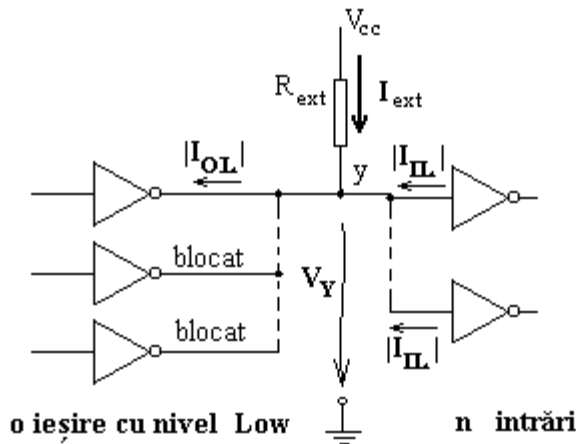 Vcc
Rext
Iext
|IOL|
y
|IIL|
blocat
VY
blocat
|IIL|
o ieșire cu nivel Low
n intrări